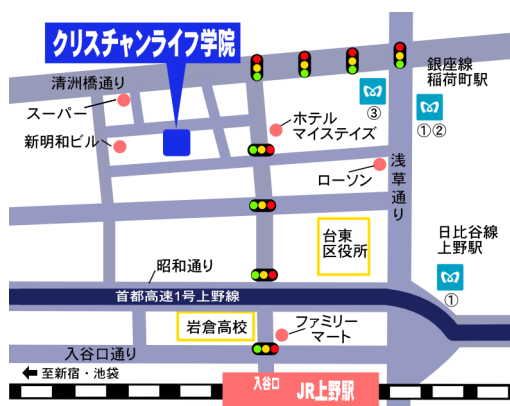 クリスチャンライフ学院
清洲橋通り
スーパー
新明和ビル
ホテル
マイステイズ
③
銀座線
稲荷町駅
①②
ローソン
浅草通り
台東
区役所
日比谷線
上野駅
①
昭和通り
首都高速1号上野線
岩倉高校
ファミリー
マート
入谷口通り
至新宿・池袋
入谷口
JR上野駅